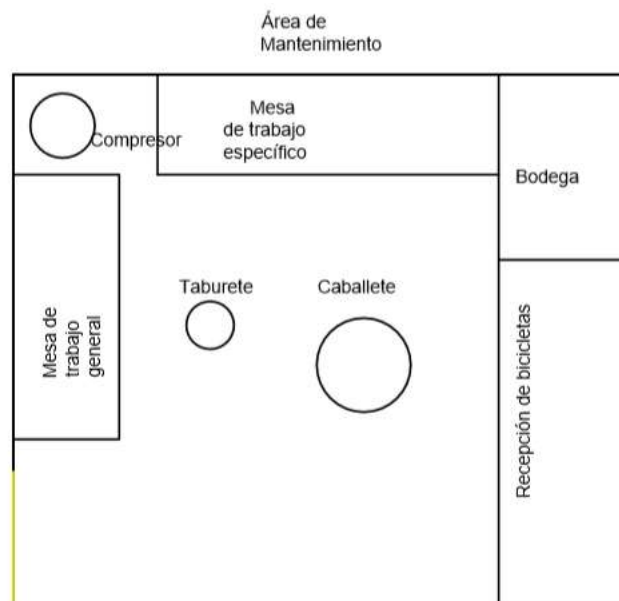 Área de
Mantenimiento
Compresor
Mesa
de trabajo
específico
Bodega
Mesa de
trabajo
general
Taburete
Caballete
Recepción de bicicletas